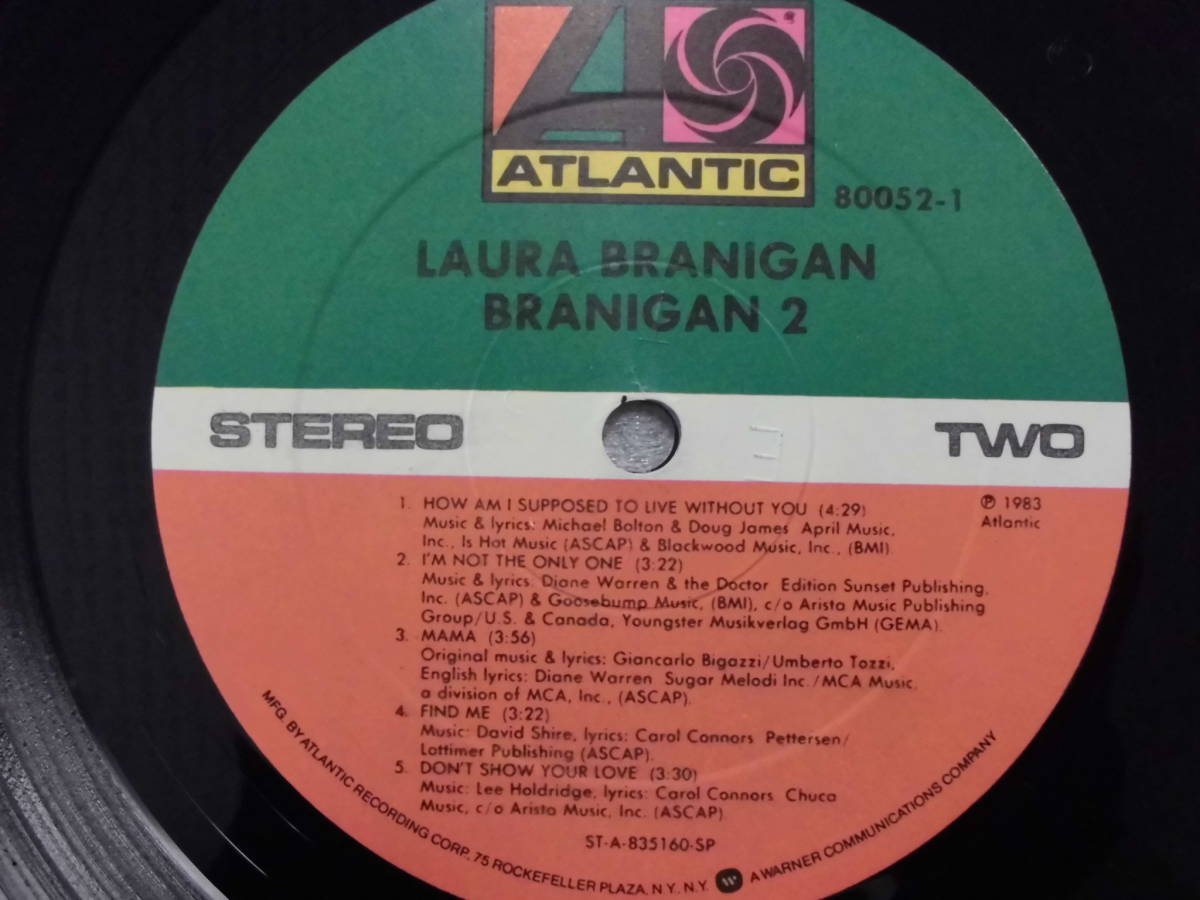 ATLANTIC
80052-1
LAURA BRANIGAN
BRANIGAN 2
STEREO
TWO
1. HOW AM I SUPPOSED TO LIVE WITHOUT YOU (4:29)
Music & lyrics: Michael Bolton & Doug James April Music,
Inc., Is Hot Music (ASCAP) & Blackwood Music, Inc., (BMI).
2. I'M NOT THE ONLY ONE (3:22)
Music & lyrics: Diane Warren & the Doctor Edition Sunset Publishing,
Inc. (ASCAP) & Goosebump Music, (BMI), c/o Arista Music Publishing
Group/U.S. & Canada, Youngster Musikverlag GmbH (GEMA).
3. MAMA (3:56)
Original music & lyrics: Giancarlo Bigazzi/Umberto Tozzi,
English lyrics: Diane Warren Sugar Melodi Inc./MCA Music,
a division of MCA, Inc., (ASCAP).
4. FIND ME (3:22)
Music: David Shire, lyrics: Carol Connors Pettersen/
Lottimer Publishing (ASCAP).
5. DON'T SHOW YOUR LOVE (3:30)
Music: Lee Holdridge, lyrics: Carol Connors Chuca
Music, c/o Arista Music, Inc. (ASCAP).
℗ 1983
Atlantic
ST-A-835160-SP
MFG. BY ATLANTIC RECORDING CORP. 75 ROCKEFELLER PLAZA, N.Y. N.Y. A WARNER COMMUNICATIONS COMPANY